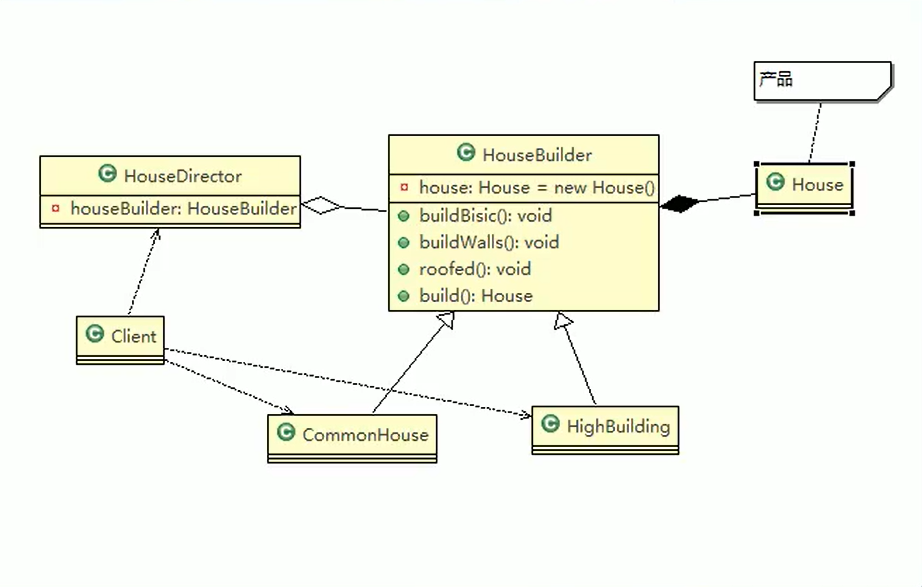 产品
HouseBuilder
house: House = new House()
buildBisic(): void
buildWalls(): void
roofed(): void
build(): House
HouseDirector
houseBuilder: HouseBuilder
House
Client
CommonHouse
HighBuilding